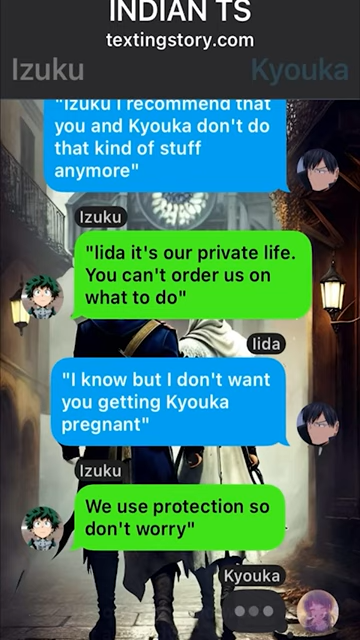 INDIAN TS
textingstory.com
Izuku Kyouka
"Izuku I recommend that
you and Kyouka don't do
that kind of stuff
anymore"
Izuku
"Iida it's our private life.
You can't order us on
what to do"
Iida
"I know but I don't want
you getting Kyouka
pregnant"
Izuku
We use protection so
don't worry"
Kyouka